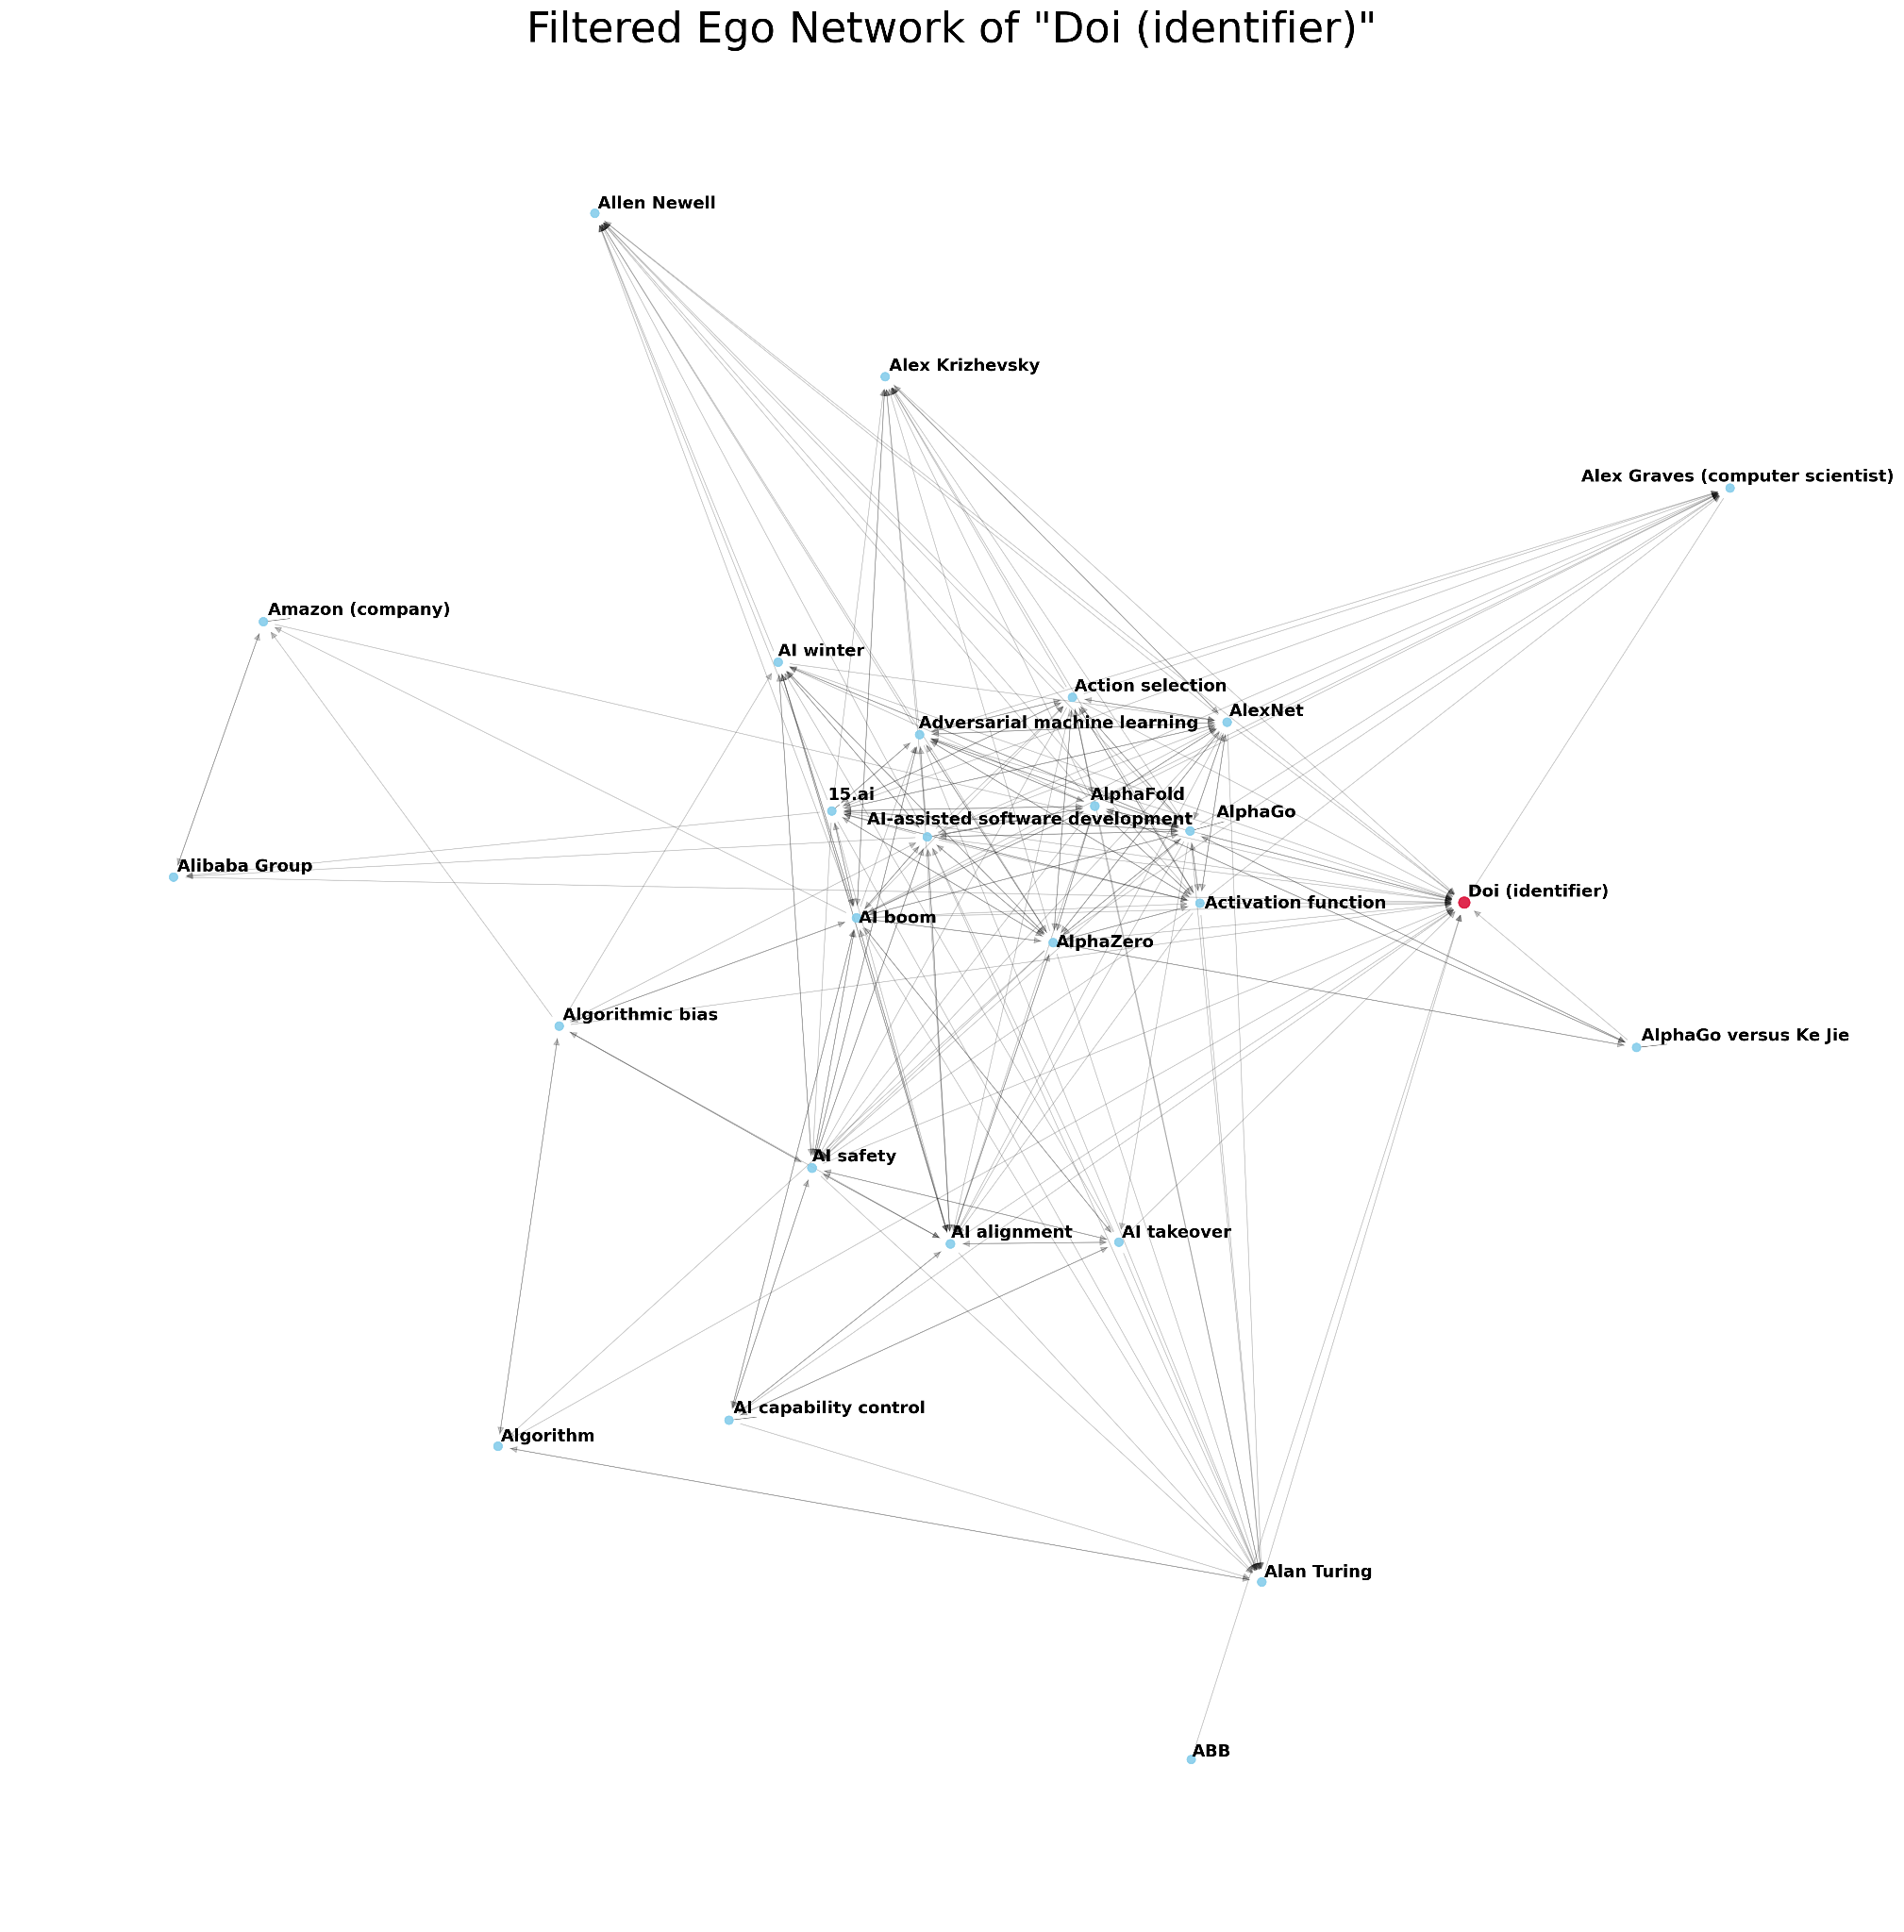 Filtered Ego Network of "Doi (identifier)"
Allen Newell
Alex Krizhevsky
Alex Graves (computer scientist)
Amazon (company)
AI winter
Action selection
AlexNet
Adversarial machine learning
15.ai
AlphaFold
AlphaGo
AI-assisted software development
Alibaba Group
Doi (identifier)
Activation function
AI boom
AlphaZero
Algorithmic bias
AlphaGo versus Ke Jie
AI safety
AI alignment
AI takeover
AI capability control
Algorithm
Alan Turing
ABB